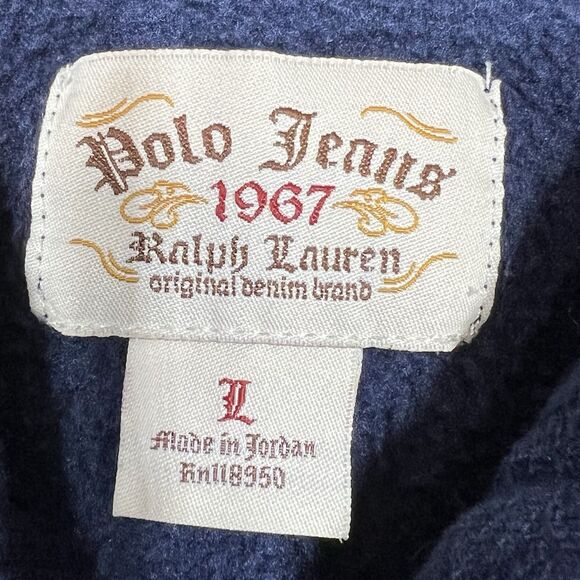 Polo Jeans
1967
Ralph Lauren
original denim brand
L
Made in Jordan
Rn118950